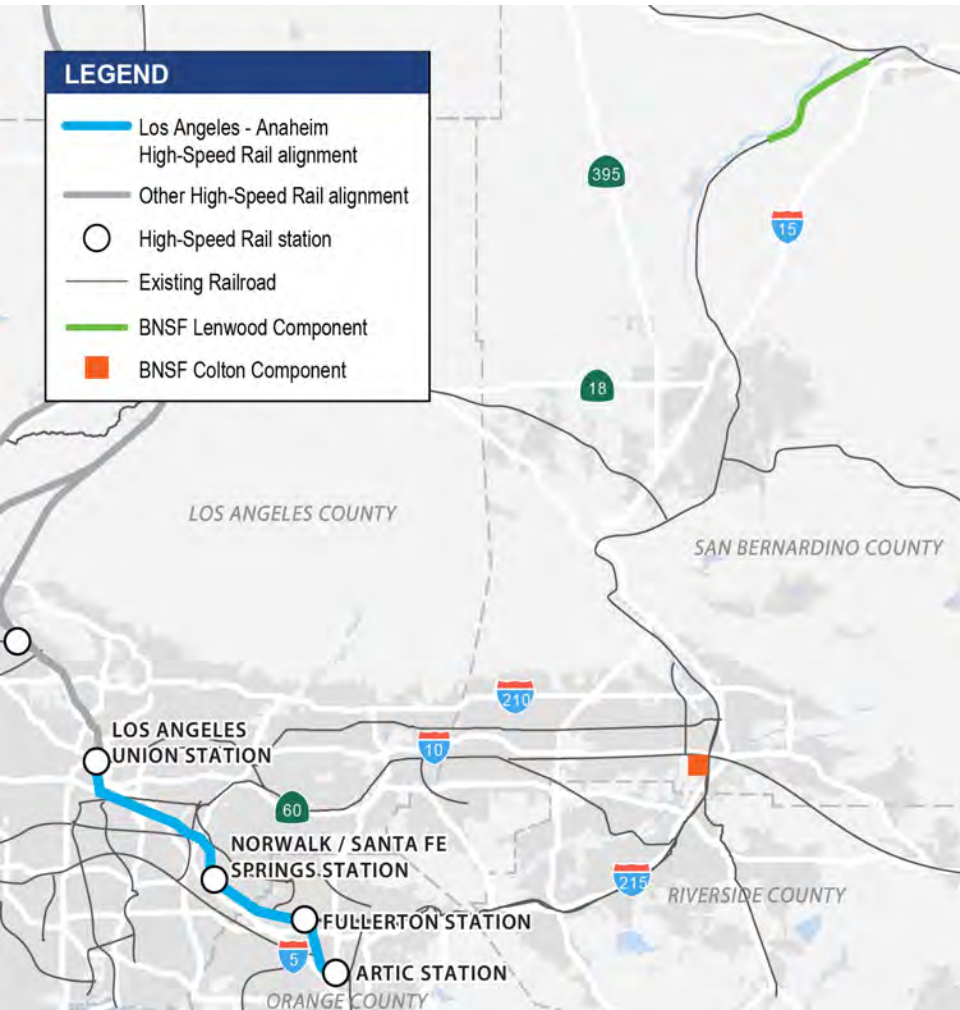 LEGEND
Los Angeles - Anaheim
High-Speed Rail alignment
Other High-Speed Rail alignment
High-Speed Rail station
Existing Railroad
BNSF Lenwood Component
BNSF Colton Component
395
15
18
LOS ANGELES COUNTY
SAN BERNARDINO COUNTY
210
LOS ANGELES
UNION STATION
10
60
NORWALK / SANTA FE
SPRINGS STATION
215
RIVERSIDE COUNTY
FULLERTON STATION
5
ARTIC STATION
ORANGE COUNTY